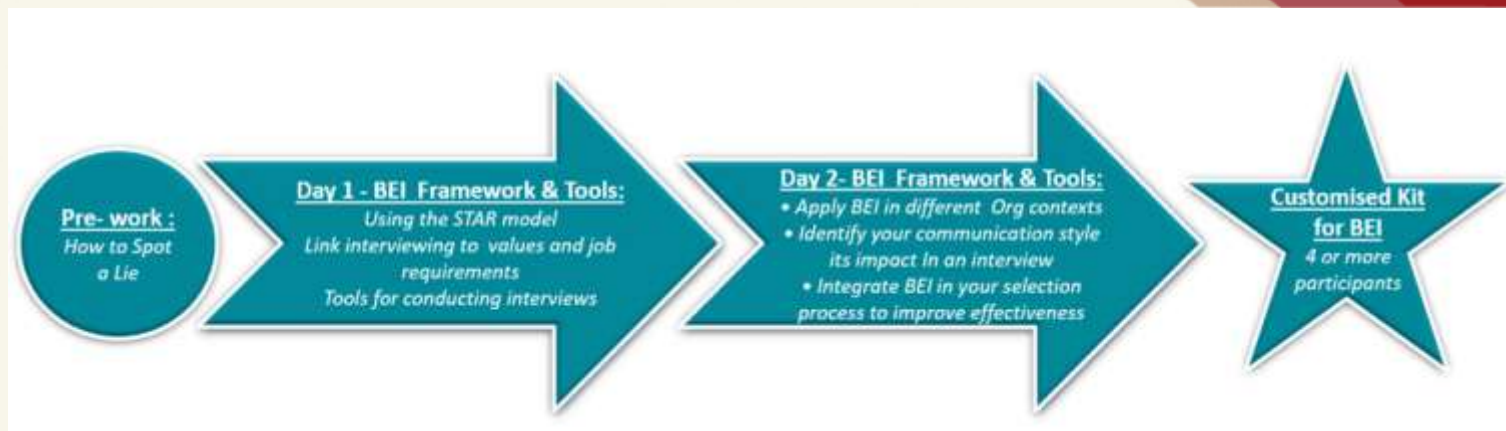 Pre- work :
How to Spot
a Lie
Day 1 - BEI Framework & Tools:
Using the STAR model
Link interviewing to values and job
requirements
Tools for conducting interviews
Day 2- BEI Framework & Tools:
• Apply BEI in different Org contexts
• Identify your communication style
its impact In an interview
• Integrate BEI in your selection
process to improve effectiveness
Customised Kit
for BEI
4 or more
participants